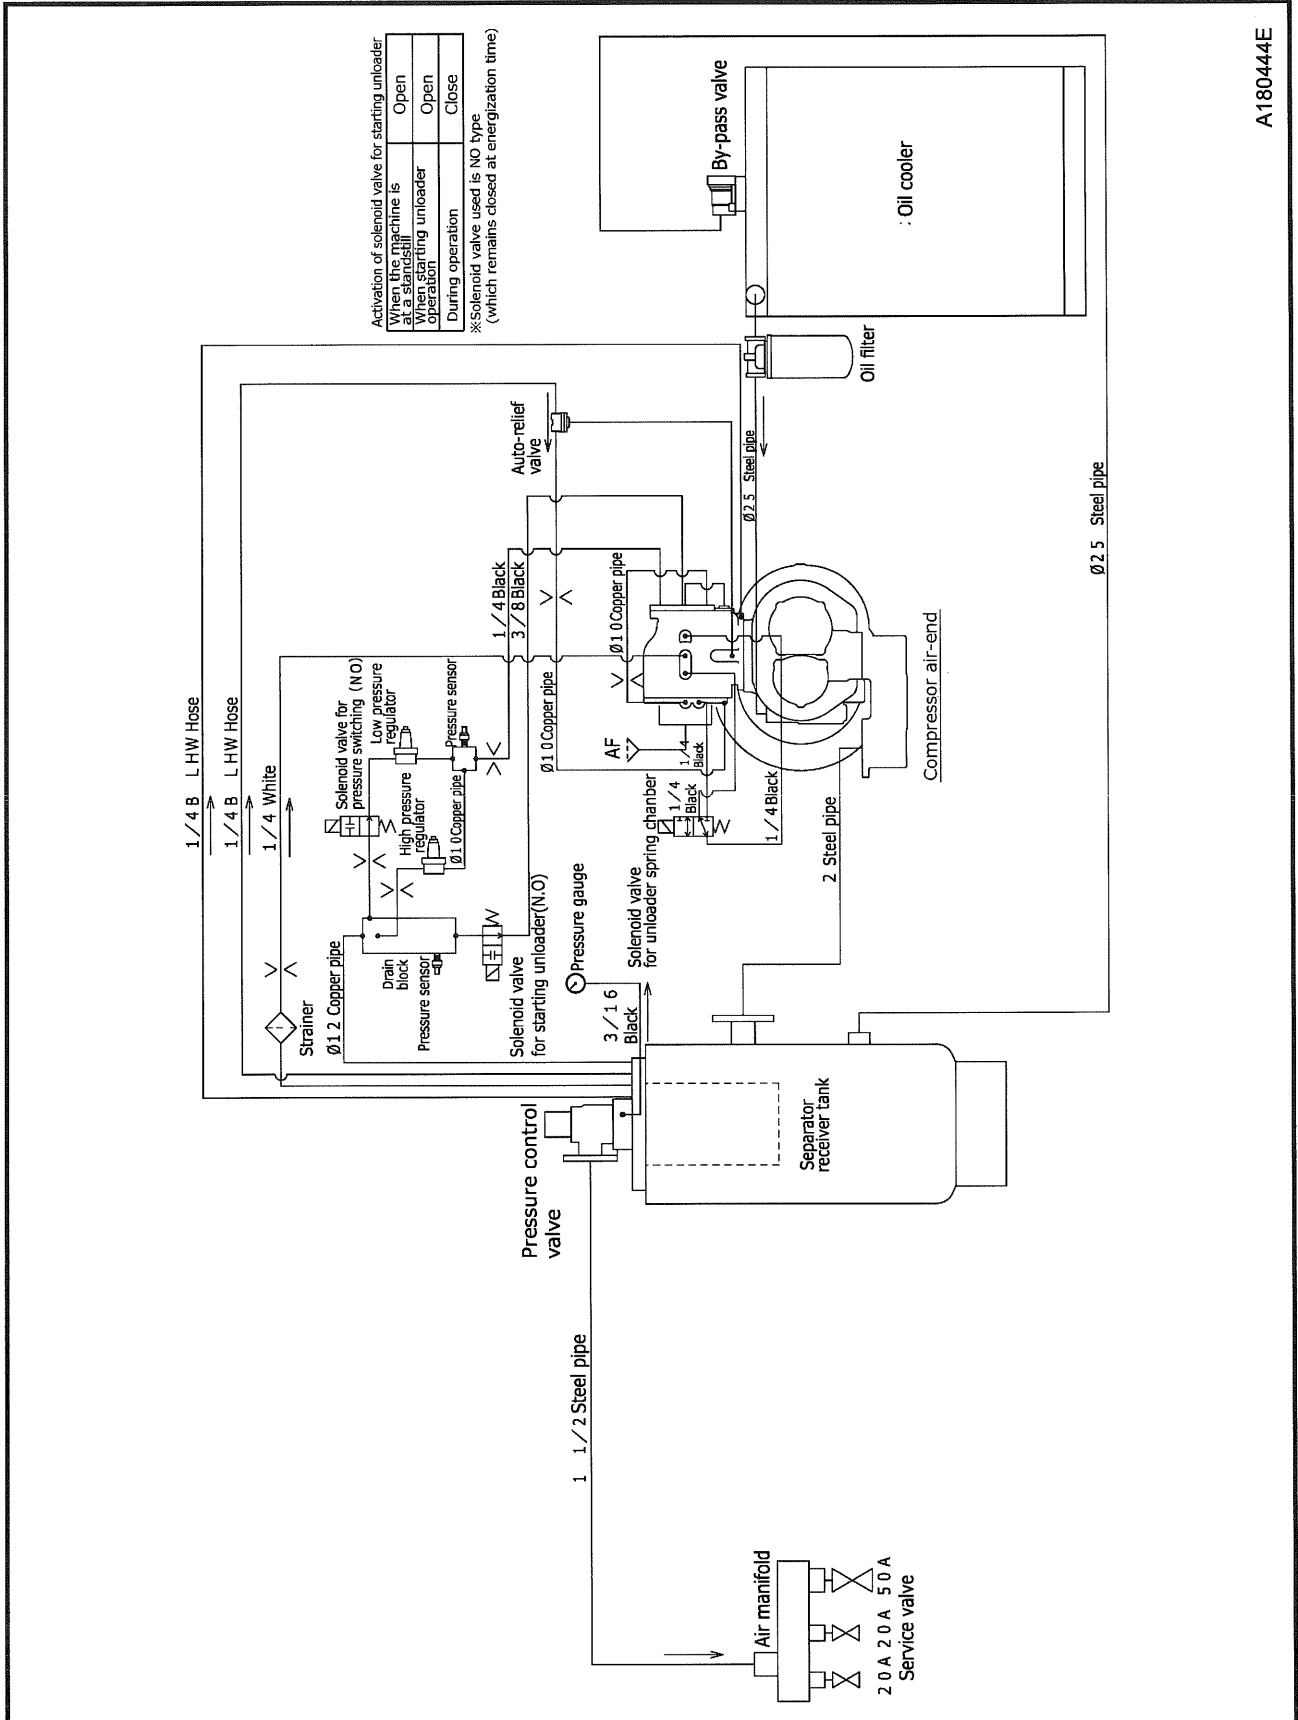 A180444E
Activation of solenoid valve for starting unloader
When the machine is
at a standstill
Open
When starting unloader
operation
Open
During operation
Close
※Solenoid valve used is NO type
(which remains closed at energization time)
1/4 B LHW Hose
1/4 B LHW Hose
1/4 White
Strainer
Ø12 Copper pipe
Solenoid valve for
pressure switching (NO)
Low pressure
regulator
High pressure
regulator
Pressure sensor
Ø10 Copper pipe
Drain
block
Pressure sensor
Solenoid valve
for starting unloader(N.O)
1/4 Black
3/8 Black
Auto-relief
valve
Ø10 Copper pipe
Ø10 Copper pipe
AF
1/4
Black
1/4
Black
1/4 Black
Solenoid valve
for unloader spring chamber
Pressure gauge
3/16
Black
By-pass valve
: Oil cooler
Oil filter
Ø25 Steel pipe
Ø25 Steel pipe
Compressor air-end
2 Steel pipe
Pressure control
valve
Separator
receiver tank
1 1/2 Steel pipe
Air manifold
20A 20A 50A
Service valve